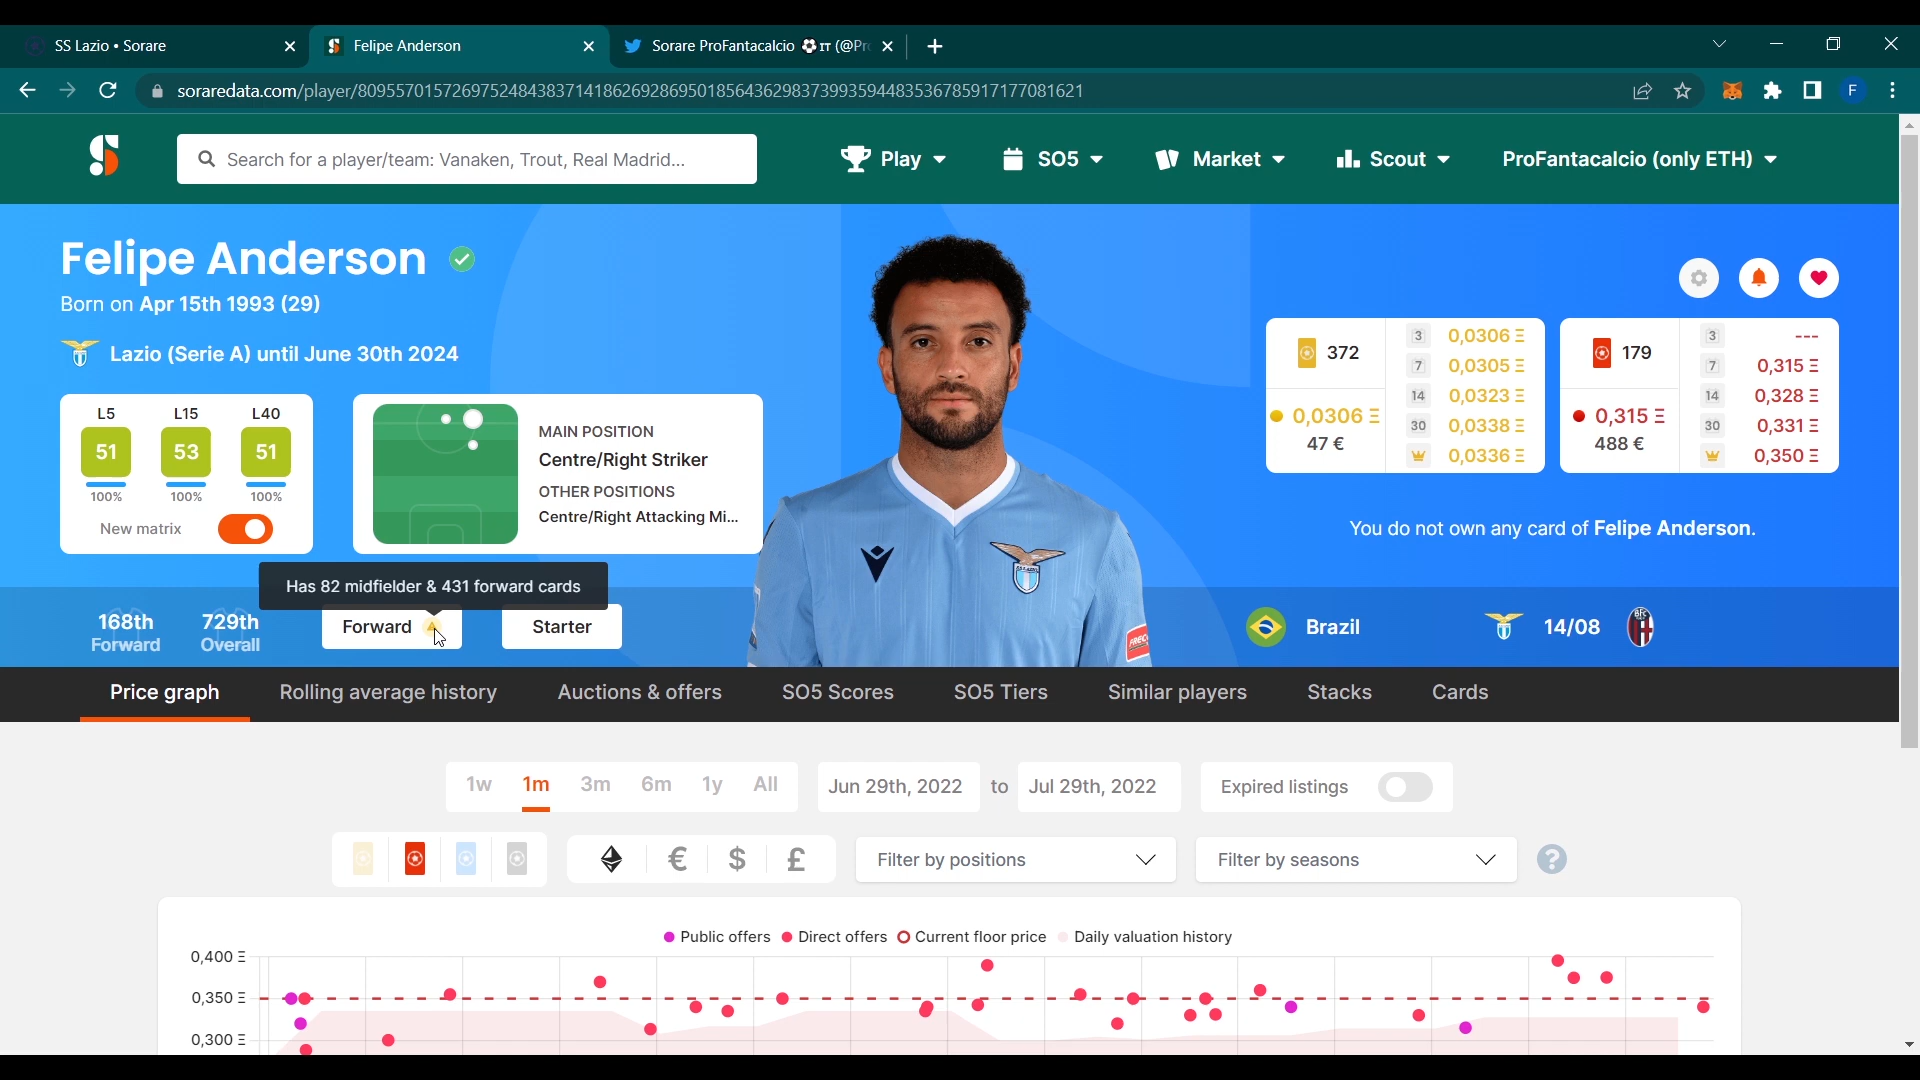 SS Lazio • Sorare
Felipe Anderson
Sorare ProFantacalcio ⚽ (@Pr
soraredata.com/player/80955701572697524843837141862692869501856436298373993594483536785917177081621
F
Search for a player/team: Vanaken, Trout, Real Madrid...
Play
SO5
Market
Scout
ProFantacalcio (only ETH)
Felipe Anderson
Born on Apr 15th 1993 (29)
Lazio (Serie A) until June 30th 2024
L5 L15 L40
51 53 51
100% 100% 100%
New matrix
MAIN POSITION
Centre/Right Striker
OTHER POSITIONS
Centre/Right Attacking Mi...
372
0,0306 Ξ
47 €
3 0,0306 Ξ
7 0,0305 Ξ
14 0,0323 Ξ
30 0,0338 Ξ
0,0336 Ξ
179
0,315 Ξ
488 €
3 ---
7 0,315 Ξ
14 0,328 Ξ
30 0,331 Ξ
0,350 Ξ
You do not own any card of Felipe Anderson.
Has 82 midfielder & 431 forward cards
168th
Forward
729th
Overall
Forward
Starter
Brazil
14/08
Price graph
Rolling average history
Auctions & offers
SO5 Scores
SO5 Tiers
Similar players
Stacks
Cards
1w 1m 3m 6m 1y All
Jun 29th, 2022 to Jul 29th, 2022
Expired listings
€ $ £
Filter by positions
Filter by seasons
?
Public offers Direct offers Current floor price Daily valuation history
0,400 Ξ
0,350 Ξ
0,300 Ξ